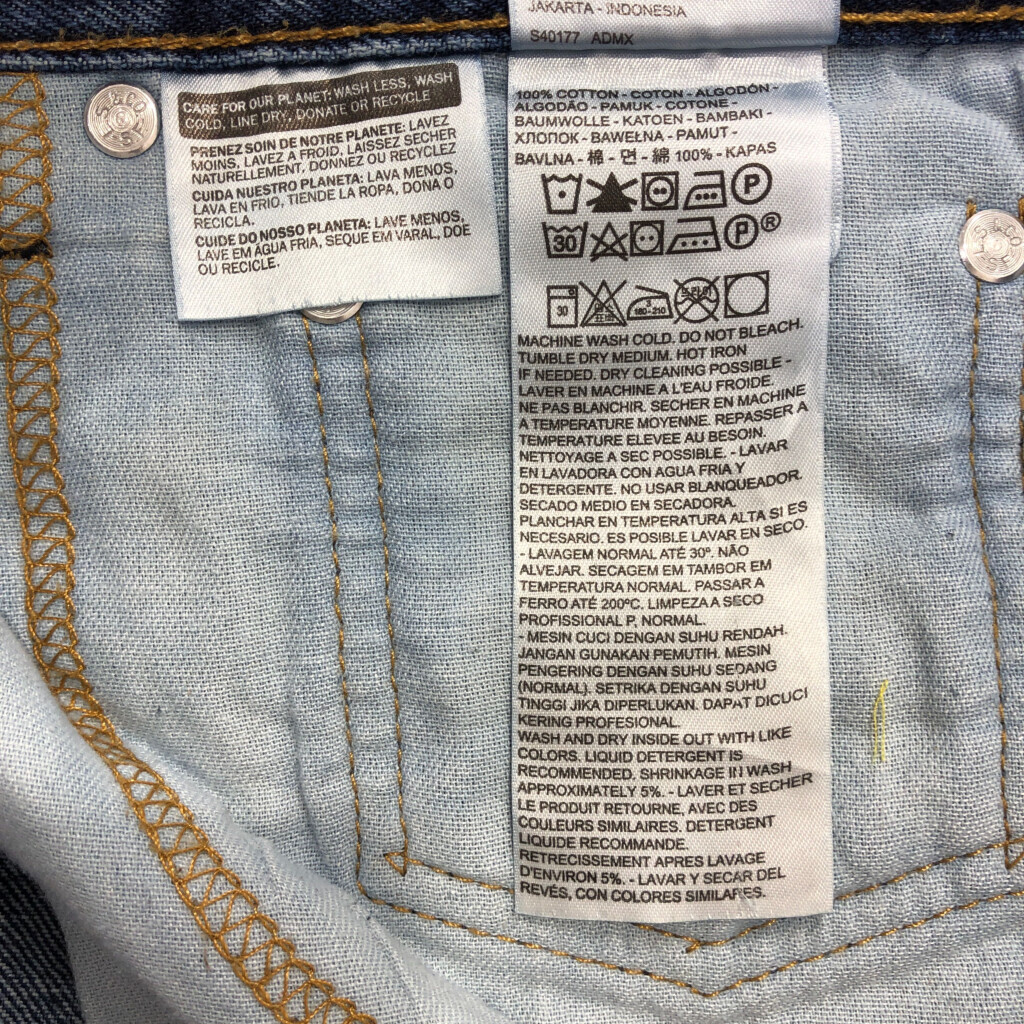 JAKARTA - INDONESIA
S40177 ADMX
CARE FOR OUR PLANET: WASH LESS, WASH
COLD, LINE DRY, DONATE OR RECYCLE
PRENEZ SOIN DE NOTRE PLANETE: LAVEZ
MOINS, LAVEZ A FROID, LAISSEZ SECHER
NATURELLEMENT, DONNEZ OU RECYCLEZ
CUIDA NUESTRO PLANETA: LAVA MENOS,
LAVA EN FRIO, TIENDE LA ROPA, DONA O
RECICLA.
CUIDE DO NOSSO PLANETA: LAVE MENOS,
LAVE EM ÁGUA FRIA, SEQUE EM VARAL, DOE
OU RECICLE.
100% COTTON - COTON - ALGODÓN -
ALGODÃO - PAMUK - COTONE -
BAUMWOLLE - KATOEN - BAMBAKI -
ХЛОПОК - BAWEŁNA - PAMUT -
BAVLNA - 棉 - 면 - 綿 100% - KAPAS
P
30 P ®
30 180-210
MACHINE WASH COLD. DO NOT BLEACH.
TUMBLE DRY MEDIUM. HOT IRON
IF NEEDED. DRY CLEANING POSSIBLE -
LAVER EN MACHINE A L'EAU FROIDE.
NE PAS BLANCHIR. SECHER EN MACHINE
A TEMPERATURE MOYENNE. REPASSER A
TEMPERATURE ELEVEE AU BESOIN.
NETTOYAGE A SEC POSSIBLE. - LAVAR
EN LAVADORA CON AGUA FRIA Y
DETERGENTE. NO USAR BLANQUEADOR.
SECADO MEDIO EN SECADORA.
PLANCHAR EN TEMPERATURA ALTA SI ES
NECESARIO. ES POSIBLE LAVAR EN SECO.
- LAVAGEM NORMAL ATÉ 30º. NÃO
ALVEJAR. SECAGEM EM TAMBOR EM
TEMPERATURA NORMAL. PASSAR A
FERRO ATÉ 200ºC. LIMPEZA A SECO
PROFISSIONAL P, NORMAL.
- MESIN CUCI DENGAN SUHU RENDAH.
JANGAN GUNAKAN PEMUTIH. MESIN
PENGERING DENGAN SUHU SEDANG
(NORMAL). SETRIKA DENGAN SUHU
TINGGI JIKA DIPERLUKAN. DAPAT DICUCI
KERING PROFESIONAL.
WASH AND DRY INSIDE OUT WITH LIKE
COLORS. LIQUID DETERGENT IS
RECOMMENDED. SHRINKAGE IN WASH
APPROXIMATELY 5%. - LAVER ET SECHER
LE PRODUIT RETOURNE, AVEC DES
COULEURS SIMILAIRES. DETERGENT
LIQUIDE RECOMMANDE.
RETRECISSEMENT APRES LAVAGE
D'ENVIRON 5%. - LAVAR Y SECAR DEL
REVÉS, CON COLORES SIMILARES.